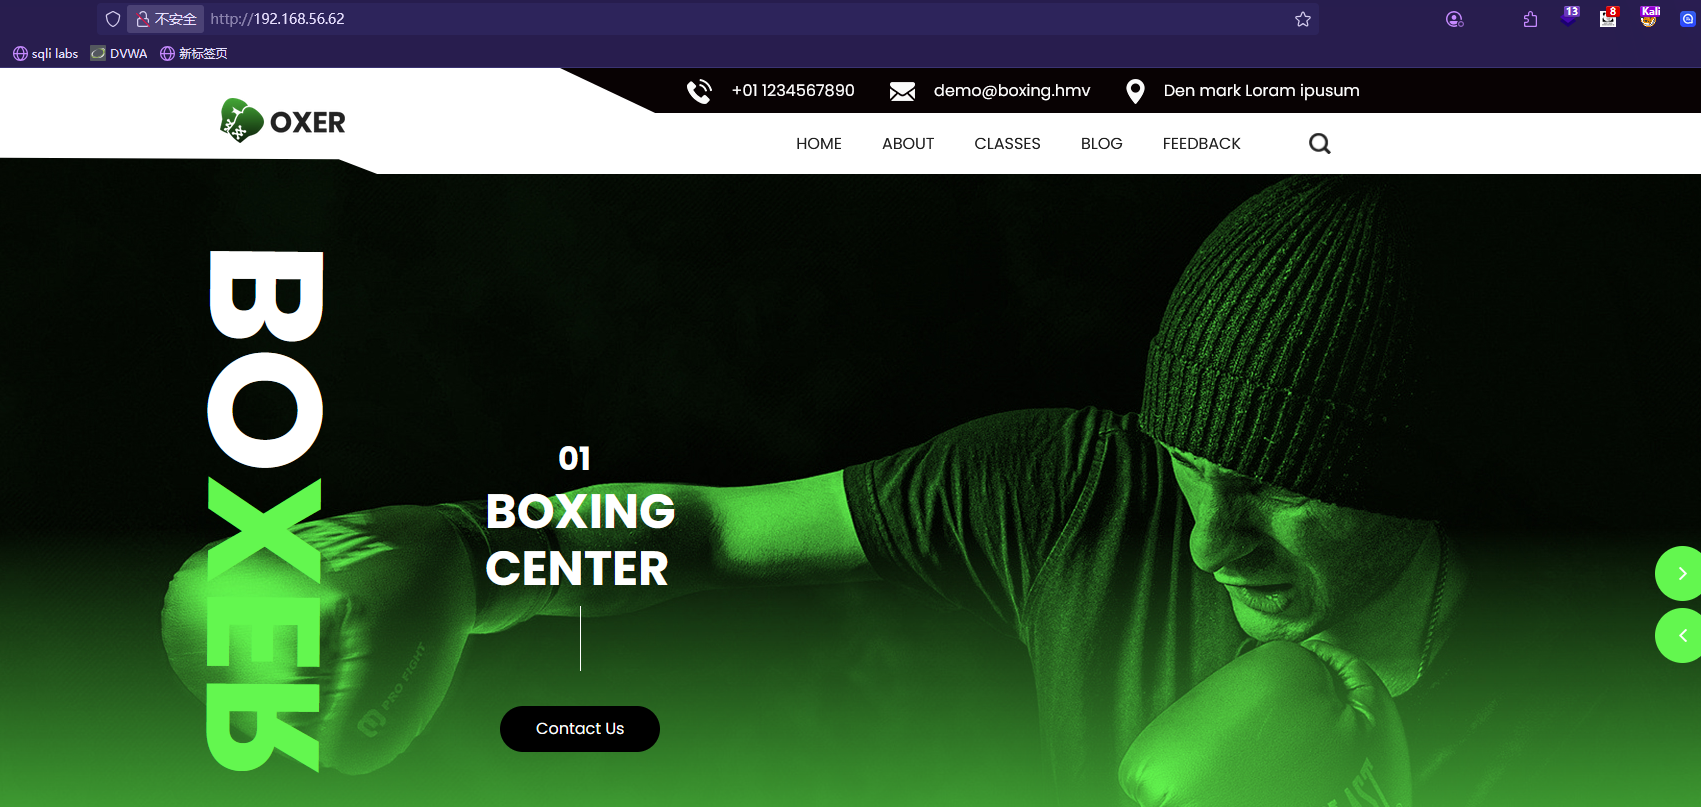 不安全 http://192.168.56.62
13
8
Kali
sqli labs DVWA 新标签页
+01 1234567890 demo@boxing.hmv Den mark Loram ipusum
OXER
HOME ABOUT CLASSES BLOG FEEDBACK
BOXER
01
BOXING
CENTER
PRO FIGHT
Contact Us